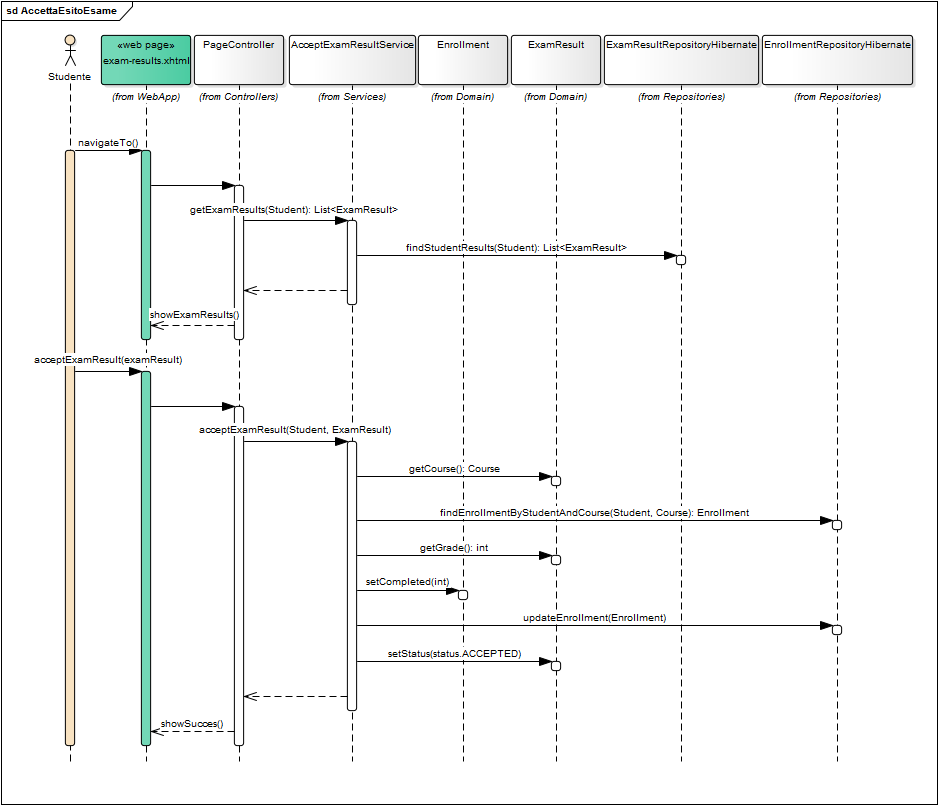 sd AccettaEsitoEsame
Studente
«web page»
exam-results.xhtml
(from WebApp)
PageController
(from Controllers)
AcceptExamResultService
(from Services)
Enrollment
(from Domain)
ExamResult
(from Domain)
ExamResultRepositoryHibernate
(from Repositories)
EnrollmentRepositoryHibernate
(from Repositories)
navigateTo()
getExamResults(Student): List<ExamResult>
findStudentResults(Student): List<ExamResult>
showExamResults()
acceptExamResult(examResult)
acceptExamResult(Student, ExamResult)
getCourse(): Course
findEnrollmentByStudentAndCourse(Student, Course): Enrollment
getGrade(): int
setCompleted(int)
updateEnrollment(Enrollment)
setStatus(status.ACCEPTED)
showSucces()